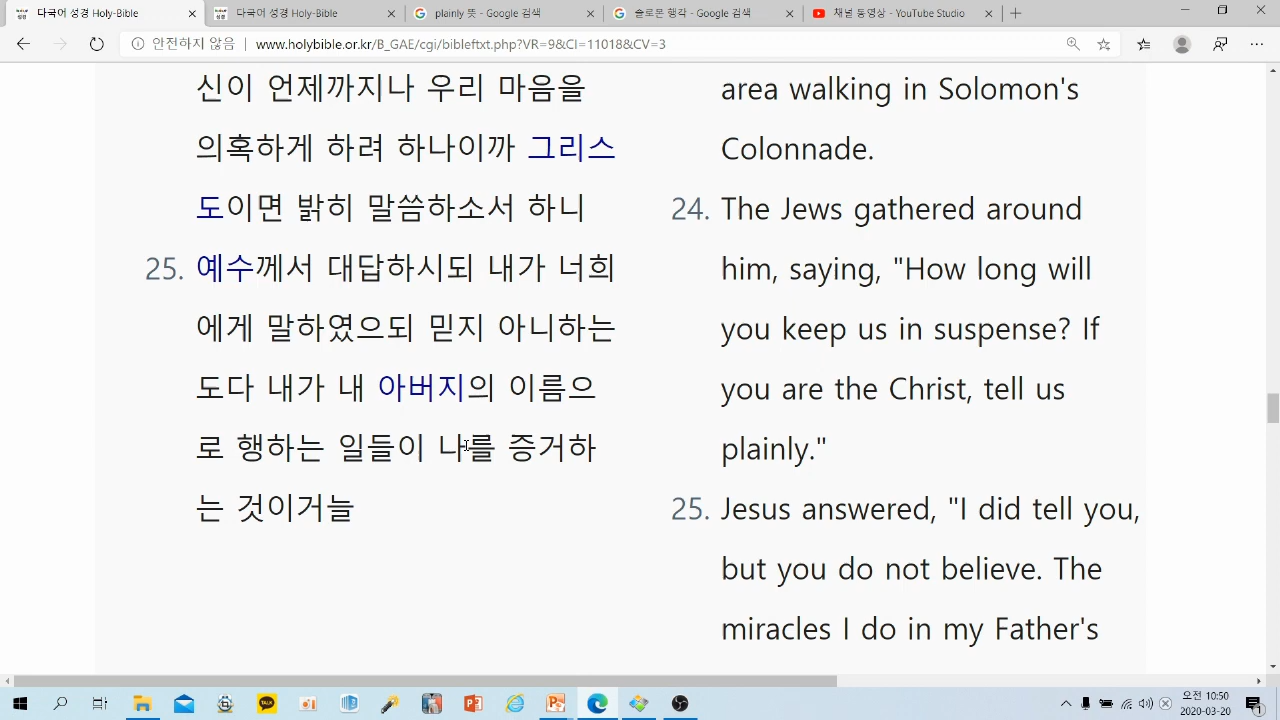 다국어 성경 Holy-Bible
다국어 성경 Holy-Bible
plainly 뜻 - Google 검색
솔로몬 행각 - Google 검색
채널 동영상 - YouTube Studio
안전하지 않음 | www.holybible.or.kr/B_GAE/cgi/bibleftxt.php?VR=9&CI=11018&CV=3
신이 언제까지나 우리 마음을
의혹하게 하려 하나이까 그리스
도이면 밝히 말씀하소서 하니
25. 예수께서 대답하시되 내가 너희
에게 말하였으되 믿지 아니하는
도다 내가 내 아버지의 이름으
로 행하는 일들이 나를 증거하
는 것이거늘
area walking in Solomon's
Colonnade.
24. The Jews gathered around
him, saying, "How long will
you keep us in suspense? If
you are the Christ, tell us
plainly."
25. Jesus answered, "I did tell you,
but you do not believe. The
miracles I do in my Father's
TALK
오전 10:50
2020-03-20
1